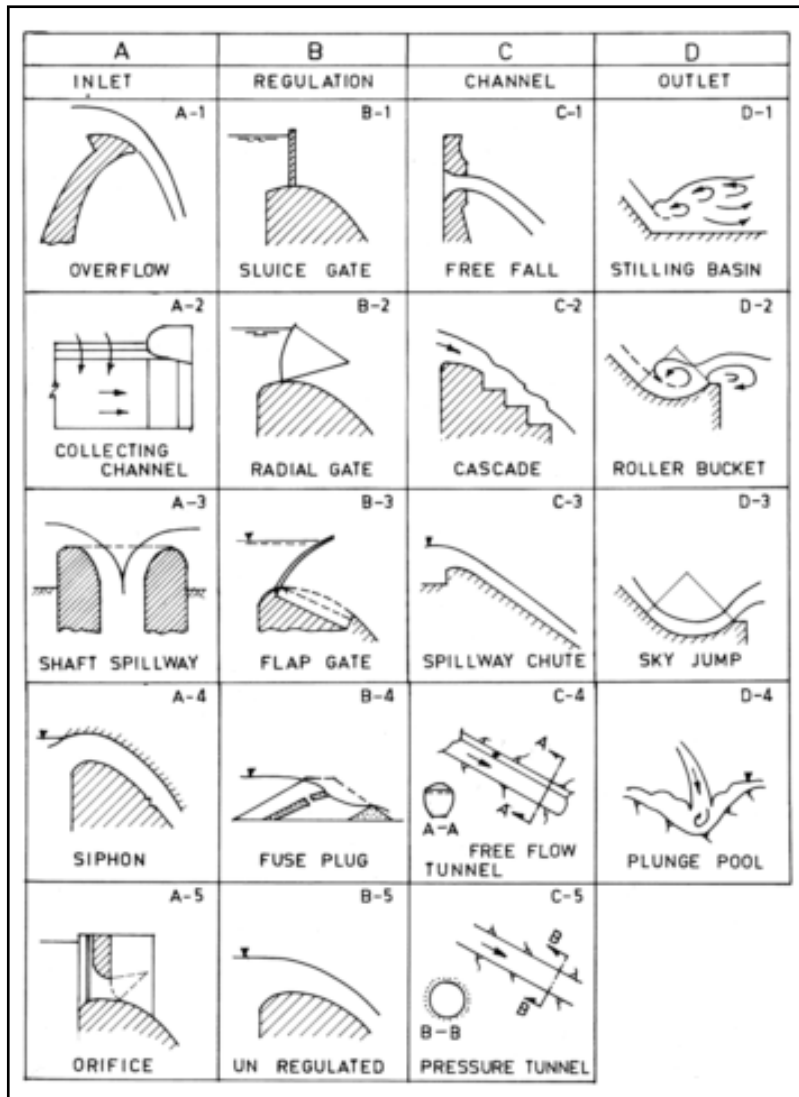 A B C D
INLET REGULATION CHANNEL OUTLET
A-1 B-1 C-1 D-1
OVERFLOW SLUICE GATE FREE FALL STILLING BASIN
A-2 B-2 C-2 D-2
COLLECTING
CHANNEL RADIAL GATE CASCADE ROLLER BUCKET
A-3 B-3 C-3 D-3
SHAFT SPILLWAY FLAP GATE SPILLWAY CHUTE SKY JUMP
A-4 B-4 C-4 D-4
A
A
A-A
SIPHON FUSE PLUG FREE FLOW
TUNNEL PLUNGE POOL
A-5 B-5 C-5
B
B
B-B
ORIFICE UN REGULATED PRESSURE TUNNEL